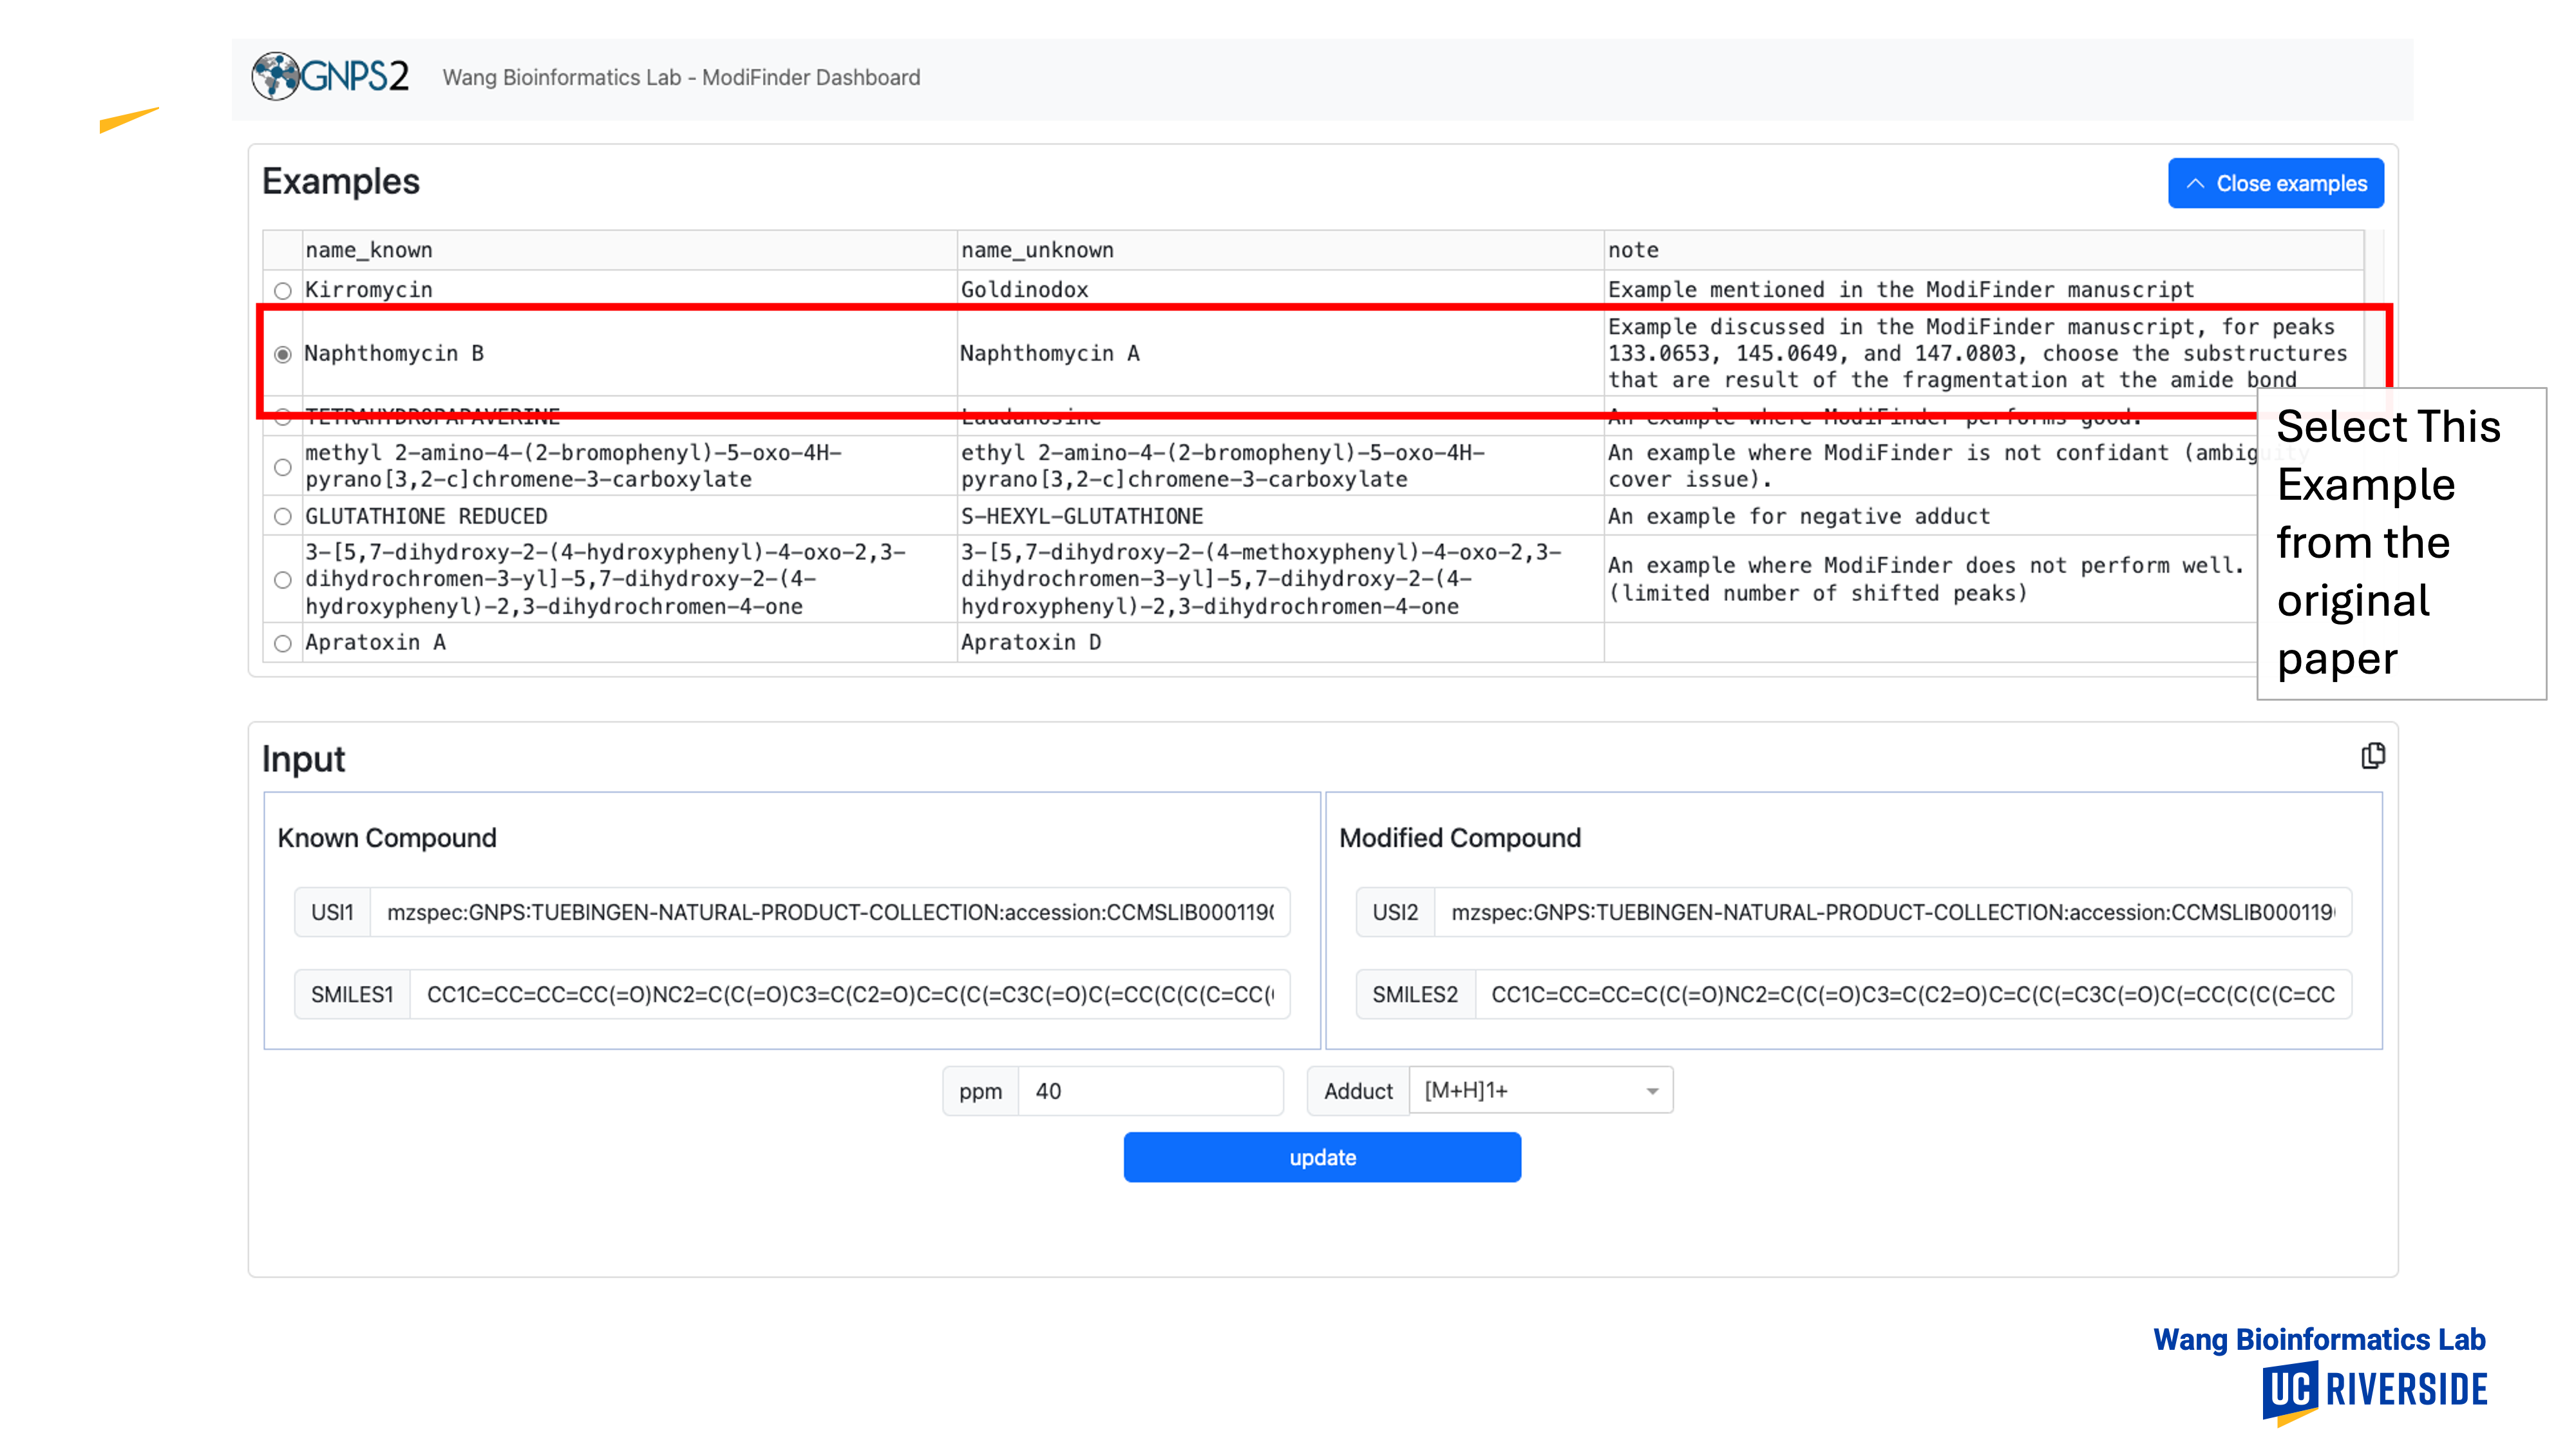 GNPS2 Wang Bioinformatics Lab - ModiFinder Dashboard
Examples
Close examples
name_known name_unknown note
Kirromycin Goldinodox Example mentioned in the ModiFinder manuscript
Naphthomycin B Naphthomycin A Example discussed in the ModiFinder manuscript, for peaks
133.0653, 145.0649, and 147.0803, choose the substructures
that are result of the fragmentation at the amide bond
TETRAHYDROPAPAVERINE Laudanosine An example where ModiFinder performs good.
methyl 2-amino-4-(2-bromophenyl)-5-oxo-4H-
pyrano[3,2-c]chromene-3-carboxylate
ethyl 2-amino-4-(2-bromophenyl)-5-oxo-4H-
pyrano[3,2-c]chromene-3-carboxylate
An example where ModiFinder is not confidant (ambiguity
cover issue).
GLUTATHIONE REDUCED S-HEXYL-GLUTATHIONE An example for negative adduct
3-[5,7-dihydroxy-2-(4-hydroxyphenyl)-4-oxo-2,3-
dihydrochromen-3-yl]-5,7-dihydroxy-2-(4-
hydroxyphenyl)-2,3-dihydrochromen-4-one
3-[5,7-dihydroxy-2-(4-methoxyphenyl)-4-oxo-2,3-
dihydrochromen-3-yl]-5,7-dihydroxy-2-(4-
hydroxyphenyl)-2,3-dihydrochromen-4-one
An example where ModiFinder does not perform well.
(limited number of shifted peaks)
Apratoxin A Apratoxin D
Select This
Example
from the
original
paper
Input
Known Compound
USI1 mzspec:GNPS:TUEBINGEN-NATURAL-PRODUCT-COLLECTION:accession:CCMSLIB000119(
SMILES1 CC1C=CC=CC=CC(=O)NC2=C(C(=O)C3=C(C2=O)C=C(C(=C3C(=O)C(=CC(C(C(C=CC(
Modified Compound
USI2 mzspec:GNPS:TUEBINGEN-NATURAL-PRODUCT-COLLECTION:accession:CCMSLIB000119
SMILES2 CC1C=CC=CC=C(C(=O)NC2=C(C(=O)C3=C(C2=O)C=C(C(=C3C(=O)C(=CC(C(C(C=CC
ppm 40
Adduct [M+H]1+
update
Wang Bioinformatics Lab
UC RIVERSIDE